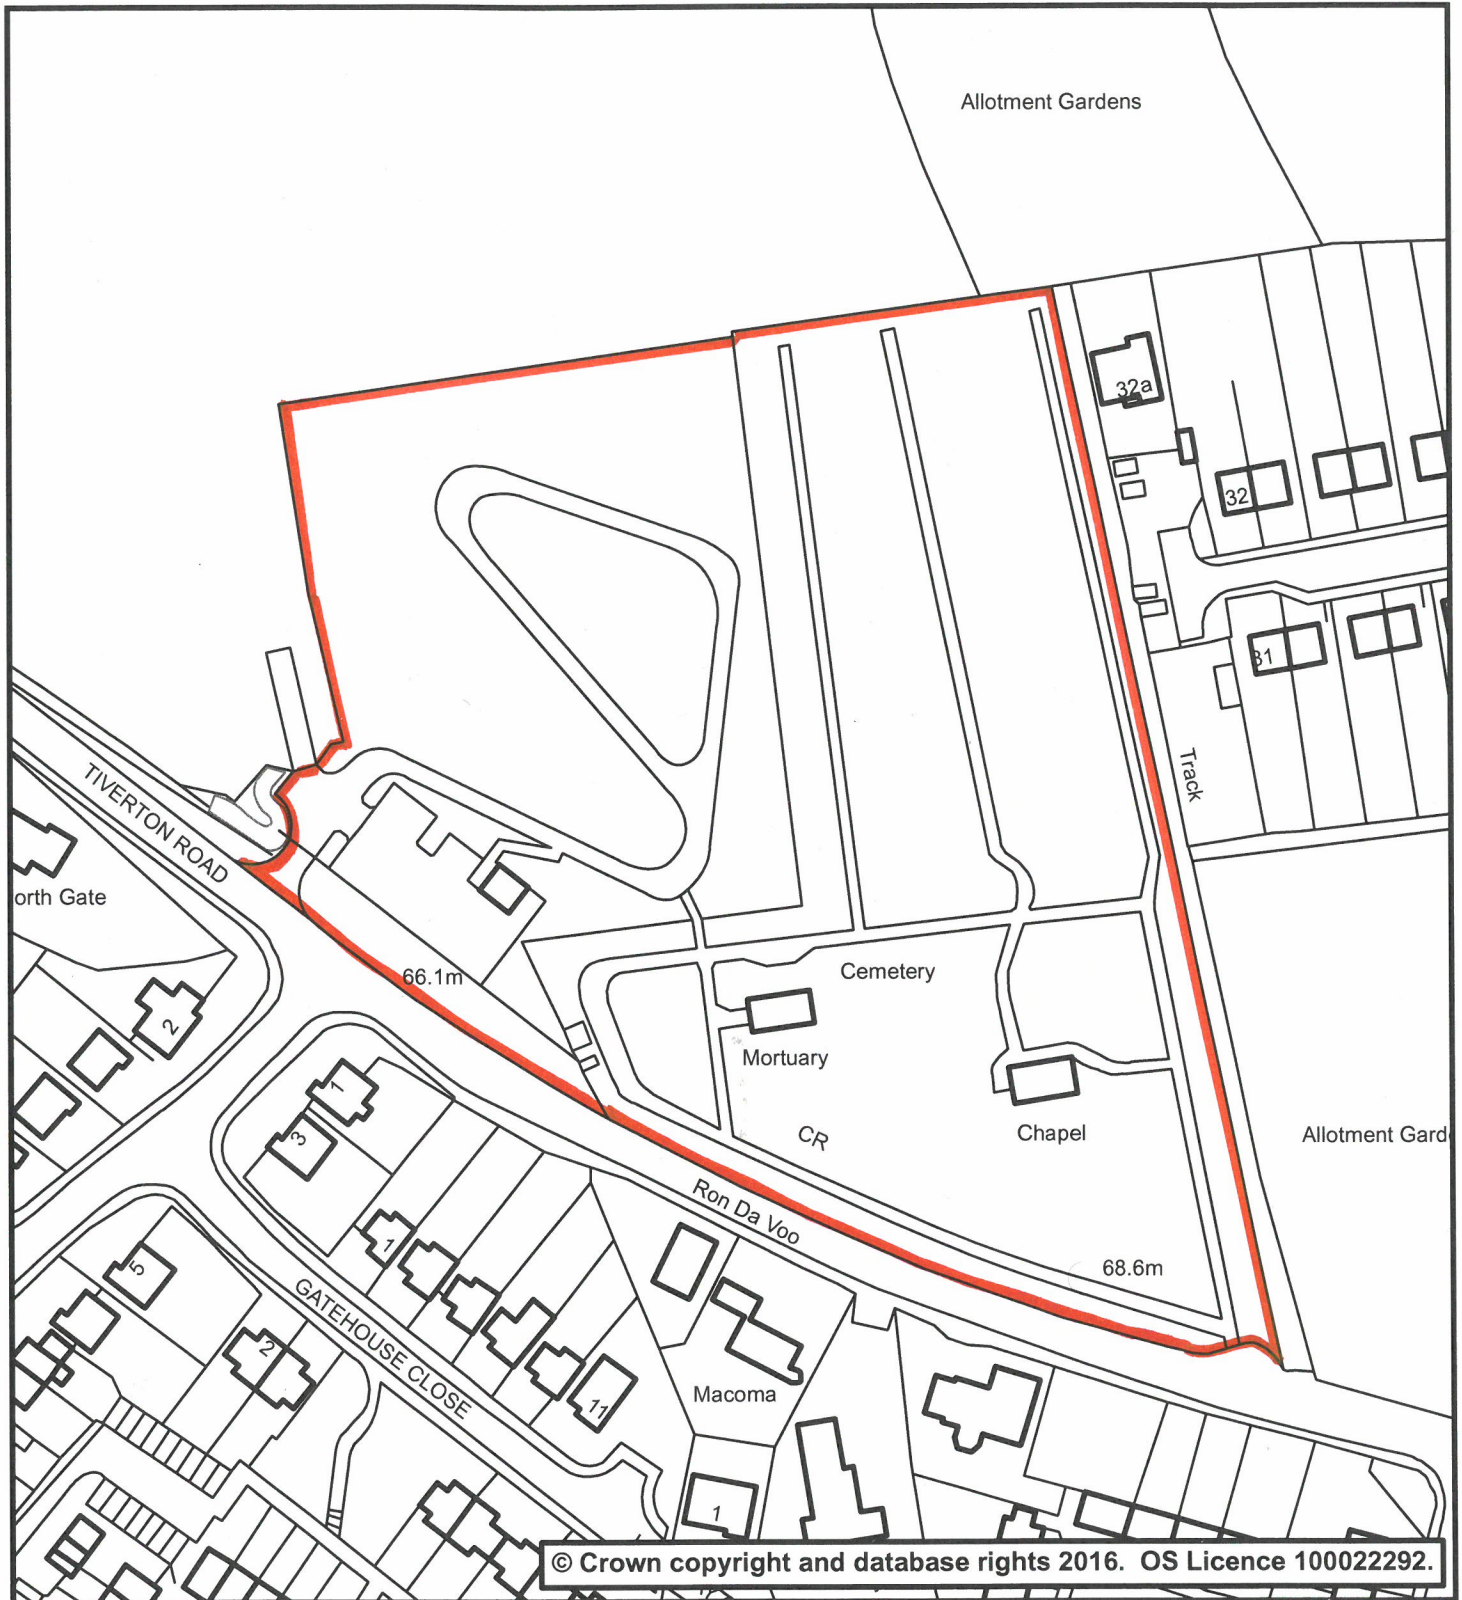 Allotment Gardens
32a
32
31
Track
TIVERTON ROAD
orth Gate
66.1m
Cemetery
2
Mortuary
1
3
CR
Chapel
Allotment Gard
Ron Da Voo
1
5
68.6m
GATEHOUSE CLOSE
2
Macoma
11
1
© Crown copyright and database rights 2016. OS Licence 100022292.